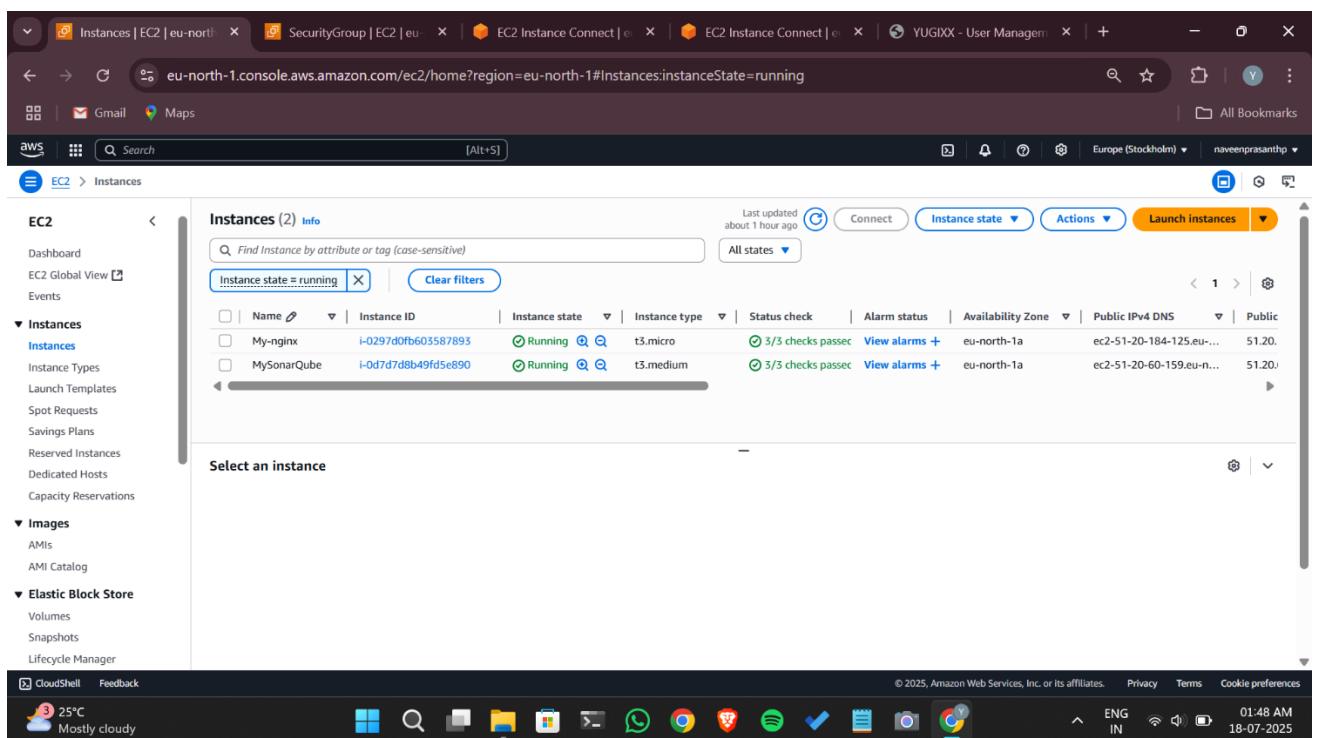 Instances | EC2 | eu-north
SecurityGroup | EC2 | eu-
EC2 Instance Connect | e
EC2 Instance Connect | e
YUGIXX - User Managem
eu-north-1.console.aws.amazon.com/ec2/home?region=eu-north-1#Instances:instanceState=running
Y
Gmail
Maps
All Bookmarks
aws
Search
[Alt+S]
Europe (Stockholm)
naveenprasanthp
EC2 > Instances
EC2
Dashboard
EC2 Global View
Events
Instances
Instances
Instance Types
Launch Templates
Spot Requests
Savings Plans
Reserved Instances
Dedicated Hosts
Capacity Reservations
Images
AMIs
AMI Catalog
Elastic Block Store
Volumes
Snapshots
Lifecycle Manager
Instances (2) Info
Last updated
about 1 hour ago
Connect
Instance state
Actions
Launch instances
Find Instance by attribute or tag (case-sensitive)
All states
Instance state = running
Clear filters
1
Name Instance ID Instance state Instance type Status check Alarm status Availability Zone Public IPv4 DNS Public
My-nginx i-0297d0fb603587893 Running t3.micro 3/3 checks passec View alarms + eu-north-1a ec2-51-20-184-125.eu-... 51.20.
MySonarQube i-0d7d7d8b49fd5e890 Running t3.medium 3/3 checks passec View alarms + eu-north-1a ec2-51-20-60-159.eu-n... 51.20.
Select an instance
CloudShell Feedback
© 2025, Amazon Web Services, Inc. or its affiliates. Privacy Terms Cookie preferences
3
25°C
Mostly cloudy
Y
ENG
IN
01:48 AM
18-07-2025